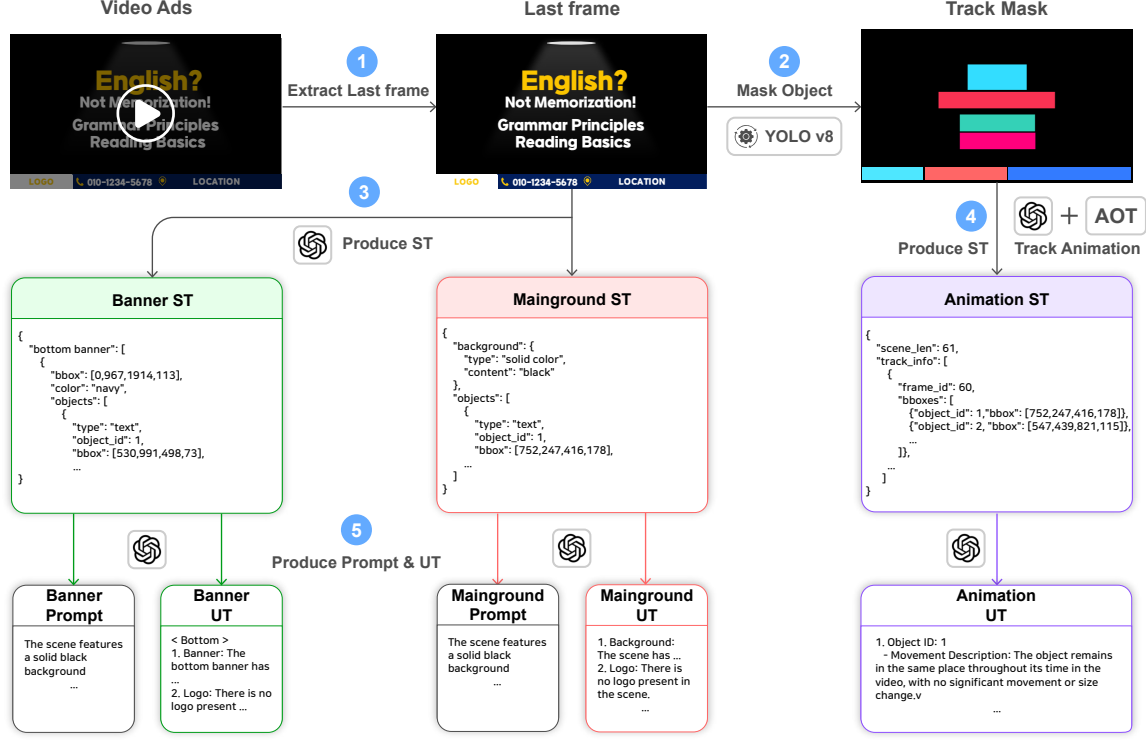 Video Ads
Last frame
Track Mask
English?
Not Memorization!
Grammar Principles
Reading Basics
LOGO
010-1234-5678
LOCATION
1
Extract Last frame
English?
Not Memorization!
Grammar Principles
Reading Basics
LOGO
010-1234-5678
LOCATION
2
Mask Object
YOLO v8
3
Produce ST
4
Produce ST
+
AOT
Track Animation
Banner ST
{
"bottom banner": [
{
"bbox": [0,967,1914,113],
"color": "navy",
"objects": [
{
"type": "text",
"object_id": 1,
"bbox": [530,991,498,73],
...
}
Mainground ST
{
"background": {
"type": "solid color",
"content": "black"
},
"objects": [
{
"type": "text",
"object_id": 1,
"bbox": [752,247,416,178],
...
]
}
Animation ST
{
"scene_len": 61,
"track_info": [
{
"frame_id": 60,
"bboxes": [
{"object_id": 1,"bbox": [752,247,416,178]},
{"object_id": 2, "bbox": [547,439,821,115]},
...
]},
...
]
}
5
Produce Prompt & UT
Banner
Prompt
The scene features
a solid black
background
...
Banner
UT
< Bottom >
1. Banner: The
bottom banner has
...
2. Logo: There is no
logo present ...
Mainground
Prompt
The scene features
a solid black
background
...
Mainground
UT
1. Background:
The scene has ...
2. Logo: There is
no logo present in
the scene.
...
Animation
UT
1. Object ID: 1
- Movement Description: The object remains
in the same place throughout its time in the
video, with no significant movement or size
change.v
...